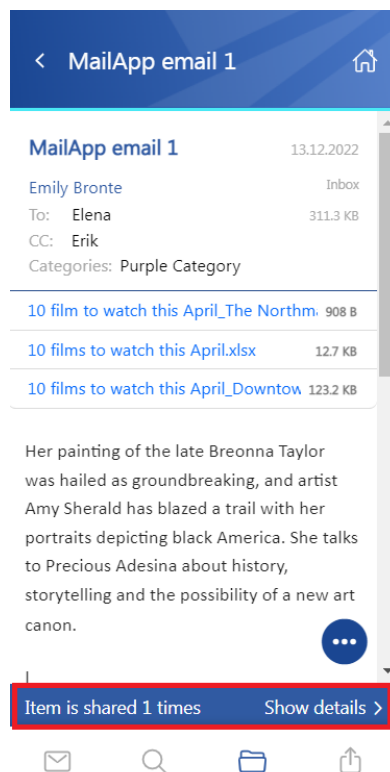 MailApp email 1
MailApp email 1 13.12.2022
Emily Bronte Inbox
To: Elena 311.3 KB
CC: Erik
Categories: Purple Category
10 film to watch this April_The Northm. 908 B
10 films to watch this April.xlsx 12.7 KB
10 films to watch this April_Downtow 123.2 KB
Her painting of the late Breonna Taylor
was hailed as groundbreaking, and artist
Amy Sherald has blazed a trail with her
portraits depicting black America. She talks
to Precious Adesina about history,
storytelling and the possibility of a new art
canon.
Item is shared 1 times Show details >